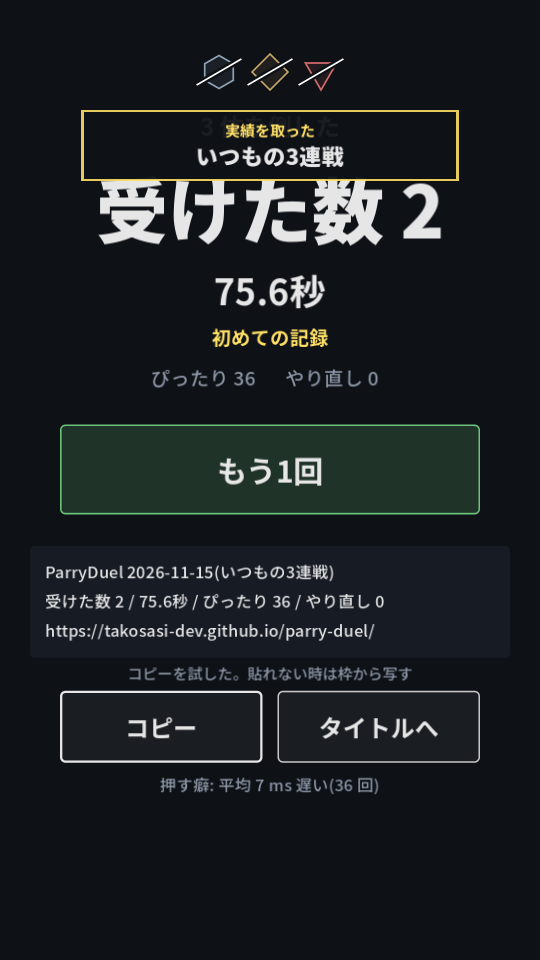 実績を取った
いつもの3連戦
受けた数 2
75.6秒
初めての記録
ぴったり 36 やり直し 0
もう1回
ParryDuel 2026-11-15(いつもの3連戦)
受けた数 2 / 75.6秒 / ぴったり 36 / やり直し 0
https://takosasi-dev.github.io/parry-duel/
コピーを試した。貼れない時は枠から写す
コピー タイトルへ
押す癖: 平均 7 ms 遅い(36 回)